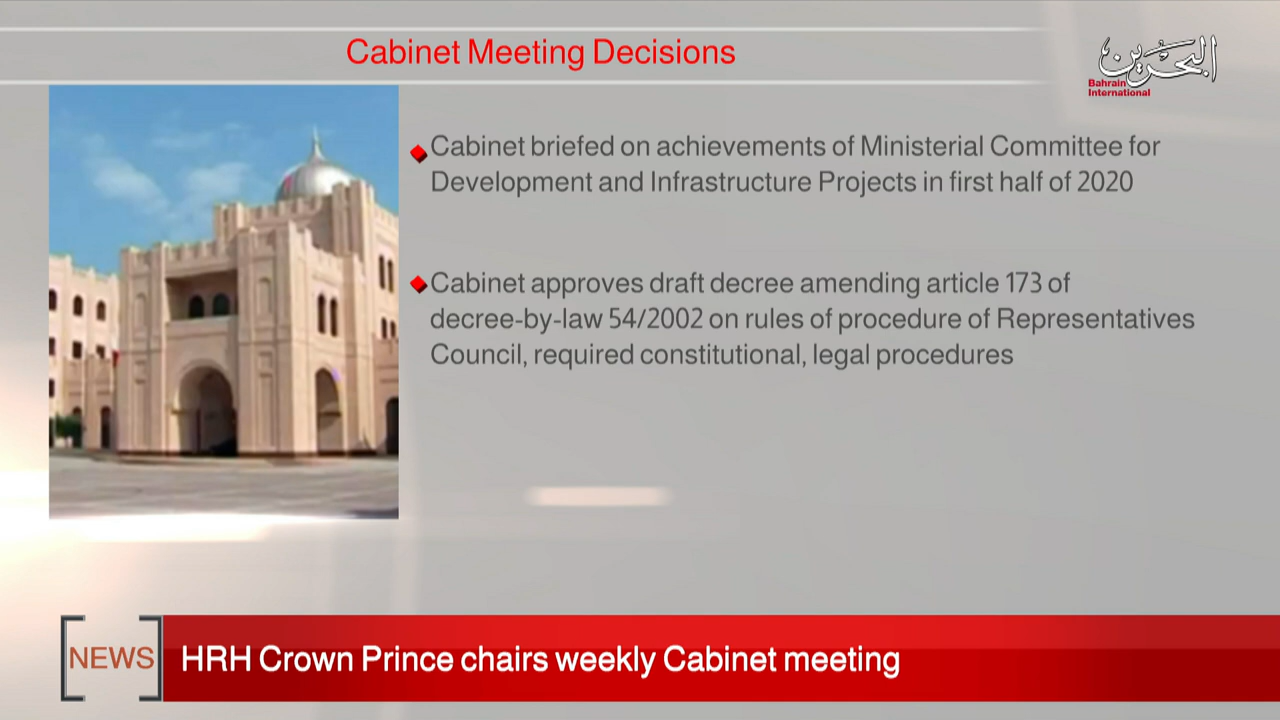 Cabinet Meeting Decisions
البحرين
Bahrain
International
Cabinet briefed on achievements of Ministerial Committee for
Development and Infrastructure Projects in first half of 2020
Cabinet approves draft decree amending article 173 of
decree-by-law 54/2002 on rules of procedure of Representatives
Council, required constitutional, legal procedures
NEWS
HRH Crown Prince chairs weekly Cabinet meeting